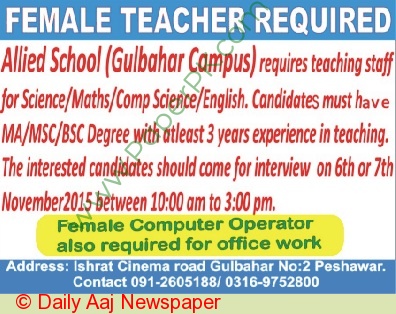 FEMALE TEACHER REQUIRED
Allied School (Gulbahar Campus) requires teaching staff
for Science/Maths/Comp Science/English. Candidates must have
MA/MSC/BSC Degree with atleast 3 years experience in teaching.
The interested candidates should come for interview on 6th or 7th
November2015 between 10:00 am to 3:00 pm.
Female Computer Operator
also required for office work
Address: Ishrat Cinema road Gulbahar No:2 Peshawar.
Contact 091-2605188/ 0316-9752800
© Daily Aaj Newspaper
www.PaperPk.com